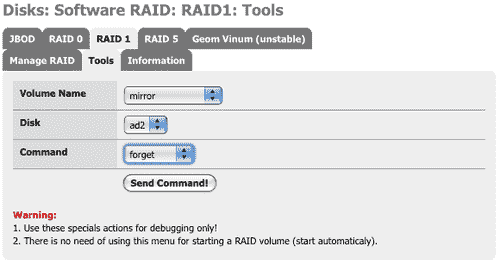 Disks: Software RAID: RAID1: Tools
JBOD RAID 0 RAID 1 RAID 5 Geom Vinum (unstable)
Manage RAID Tools Information
Volume Name mirror
Disk ad2
Command forget
Send Command!
Warning:
1. Use these specials actions for debugging only!
2. There is no need of using this menu for starting a RAID volume (start automaticaly).